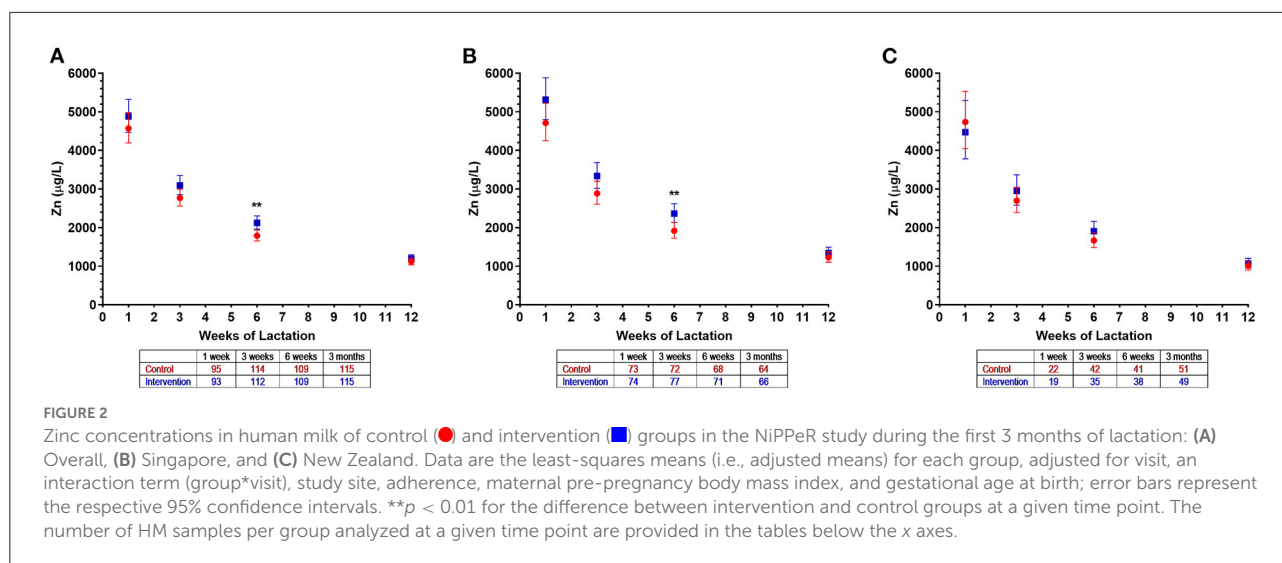 A
6000
5000
4000
3000
2000
1000
0
Zn (µg/L)
**
0 1 2 3 4 5 6 7 8 9 10 11 12
Weeks of Lactation
1 week 3 weeks 6 weeks 3 months
Control 95 114 109 115
Intervention 93 112 109 115
B
6000
5000
4000
3000
2000
1000
0
Zn (µg/L)
**
0 1 2 3 4 5 6 7 8 9 10 11 12
Weeks of Lactation
1 week 3 weeks 6 weeks 3 months
Control 73 72 68 64
Intervention 74 77 71 66
C
6000
5000
4000
3000
2000
1000
0
Zn (µg/L)
0 1 2 3 4 5 6 7 8 9 10 11 12
Weeks of Lactation
1 week 3 weeks 6 weeks 3 months
Control 22 42 41 51
Intervention 19 35 38 49
FIGURE 2
Zinc concentrations in human milk of control (●) and intervention (■) groups in the NiPPeR study during the first 3 months of lactation: (A)
Overall, (B) Singapore, and (C) New Zealand. Data are the least-squares means (i.e., adjusted means) for each group, adjusted for visit, an
interaction term (group*visit), study site, adherence, maternal pre-pregnancy body mass index, and gestational age at birth; error bars represent
the respective 95% confidence intervals. **p < 0.01 for the difference between intervention and control groups at a given time point. The
number of HM samples per group analyzed at a given time point are provided in the tables below the x axes.